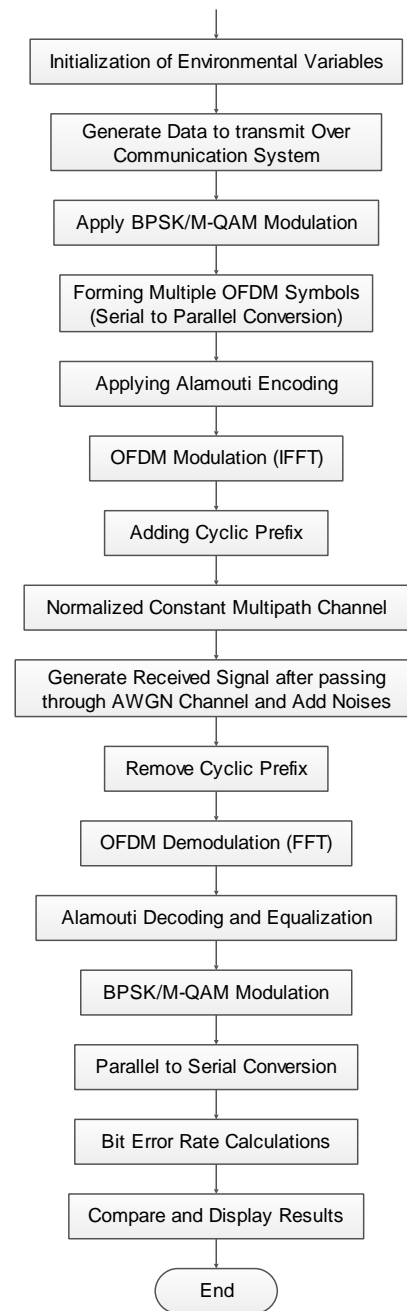 Initialization of Environmental Variables
Generate Data to transmit Over
Communication System
Apply BPSK/M-QAM Modulation
Forming Multiple OFDM Symbols
(Serial to Parallel Conversion)
Applying Alamouti Encoding
OFDM Modulation (IFFT)
Adding Cyclic Prefix
Normalized Constant Multipath Channel
Generate Received Signal after passing
through AWGN Channel and Add Noises
Remove Cyclic Prefix
OFDM Demodulation (FFT)
Alamouti Decoding and Equalization
BPSK/M-QAM Modulation
Parallel to Serial Conversion
Bit Error Rate Calculations
Compare and Display Results
End